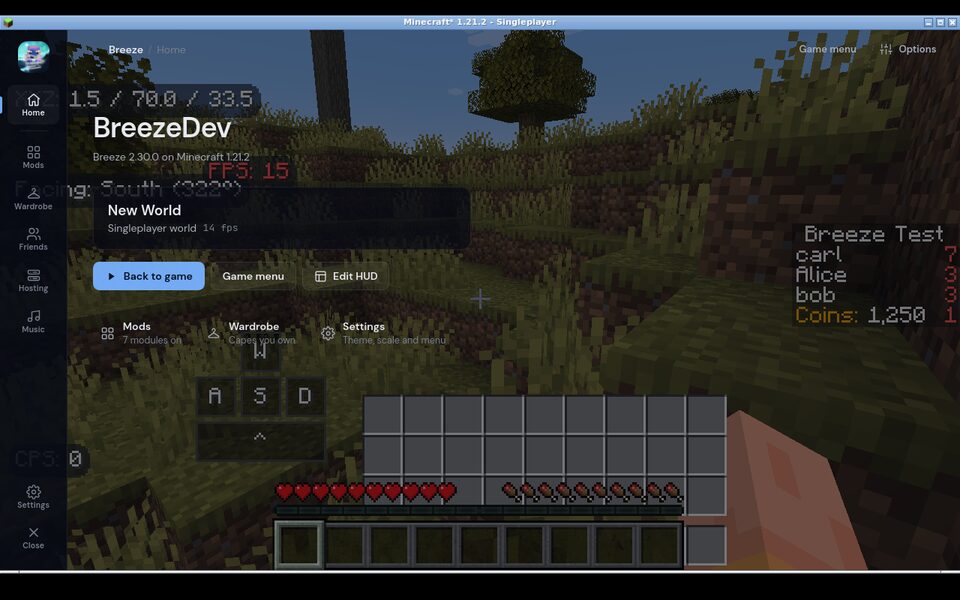 Minecraft* 1.21.2 - Singleplayer
Breeze / Home
Game menu
Options
1.5 / 70.0 / 33.5
Home
BreezeDev
Breeze 2.30.0 on Minecraft 1.21.2
FPS: 15
Mods
Facing: South (322°)
Wardrobe
New World
Singleplayer world 14 fps
Friends
Breeze Test
carl 7
Alice 3
bob 3
Coins: 1,250 1
Back to game
Game menu
Edit HUD
Hosting
Music
Mods
7 modules on
Wardrobe
Capes you own
Settings
Theme, scale and menu
W
A S D
^
CPS: 0
Settings
Close